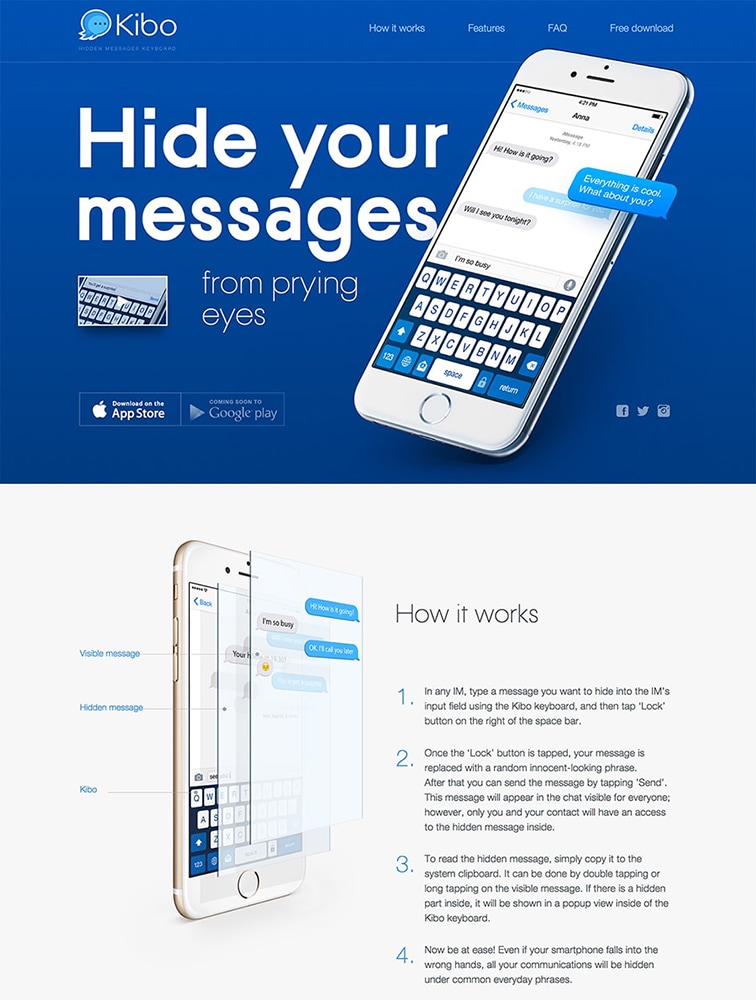 Kibo
HIDDEN MESSAGES KEYBOARD
How it works
Features
FAQ
Free download
Hide your
messages
from prying
eyes
Messages
4:21 PM
Anna
Details
iMessage
Yesterday, 4:18 PM
Hi! How is it going?
Everything is cool.
What about you?
I have a surprise for you
Will I see you tonight?
I'm so busy
Q W E R T Y U I O P
A S D F G H J K L
Z X C V B N M
123
space
return
Download on the
App Store
COMING SOON TO
Google play
How it works
Back
Hi! How is it going?
I'm so busy
OK, I'll call you later
Visible message
Hidden message
Kibo
1. In any IM, type a message you want to hide into the IM's
input field using the Kibo keyboard, and then tap 'Lock'
button on the right of the space bar.
2. Once the 'Lock' button is tapped, your message is
replaced with a random innocent-looking phrase.
After that you can send the message by tapping 'Send'.
This message will appear in the chat visible for everyone;
however, only you and your contact will have an access
to the hidden message inside.
3. To read the hidden message, simply copy it to the
system clipboard. It can be done by double tapping or
long tapping on the visible message. If there is a hidden
part inside, it will be shown in a popup view inside of the
Kibo keyboard.
4. Now be at ease! Even if your smartphone falls into the
wrong hands, all your communications will be hidden
under common everyday phrases.